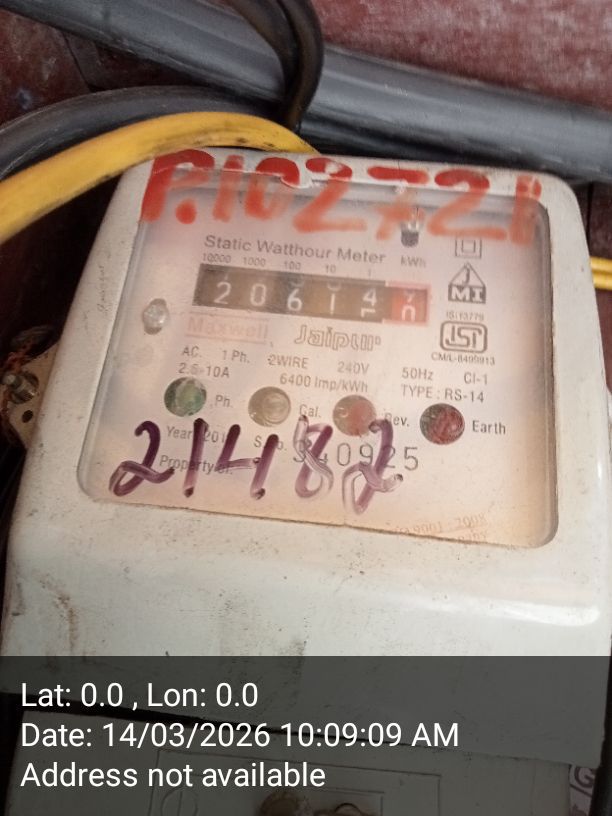 P.102721
Static Watthour Meter
10000 1000 100 10 1 kWh
2 0 6 1 4
Maxwell Jaipur
IS:13779
CM/L-8400913
AC. 1 Ph. 2WIRE 240V 50Hz Cl-1
2.5-10A 6400 Imp/kWh TYPE : RS-14
Ph. Cal. Rev. Earth
21482
Property of
Lat: 0.0 , Lon: 0.0
Date: 14/03/2026 10:09:09 AM
Address not available